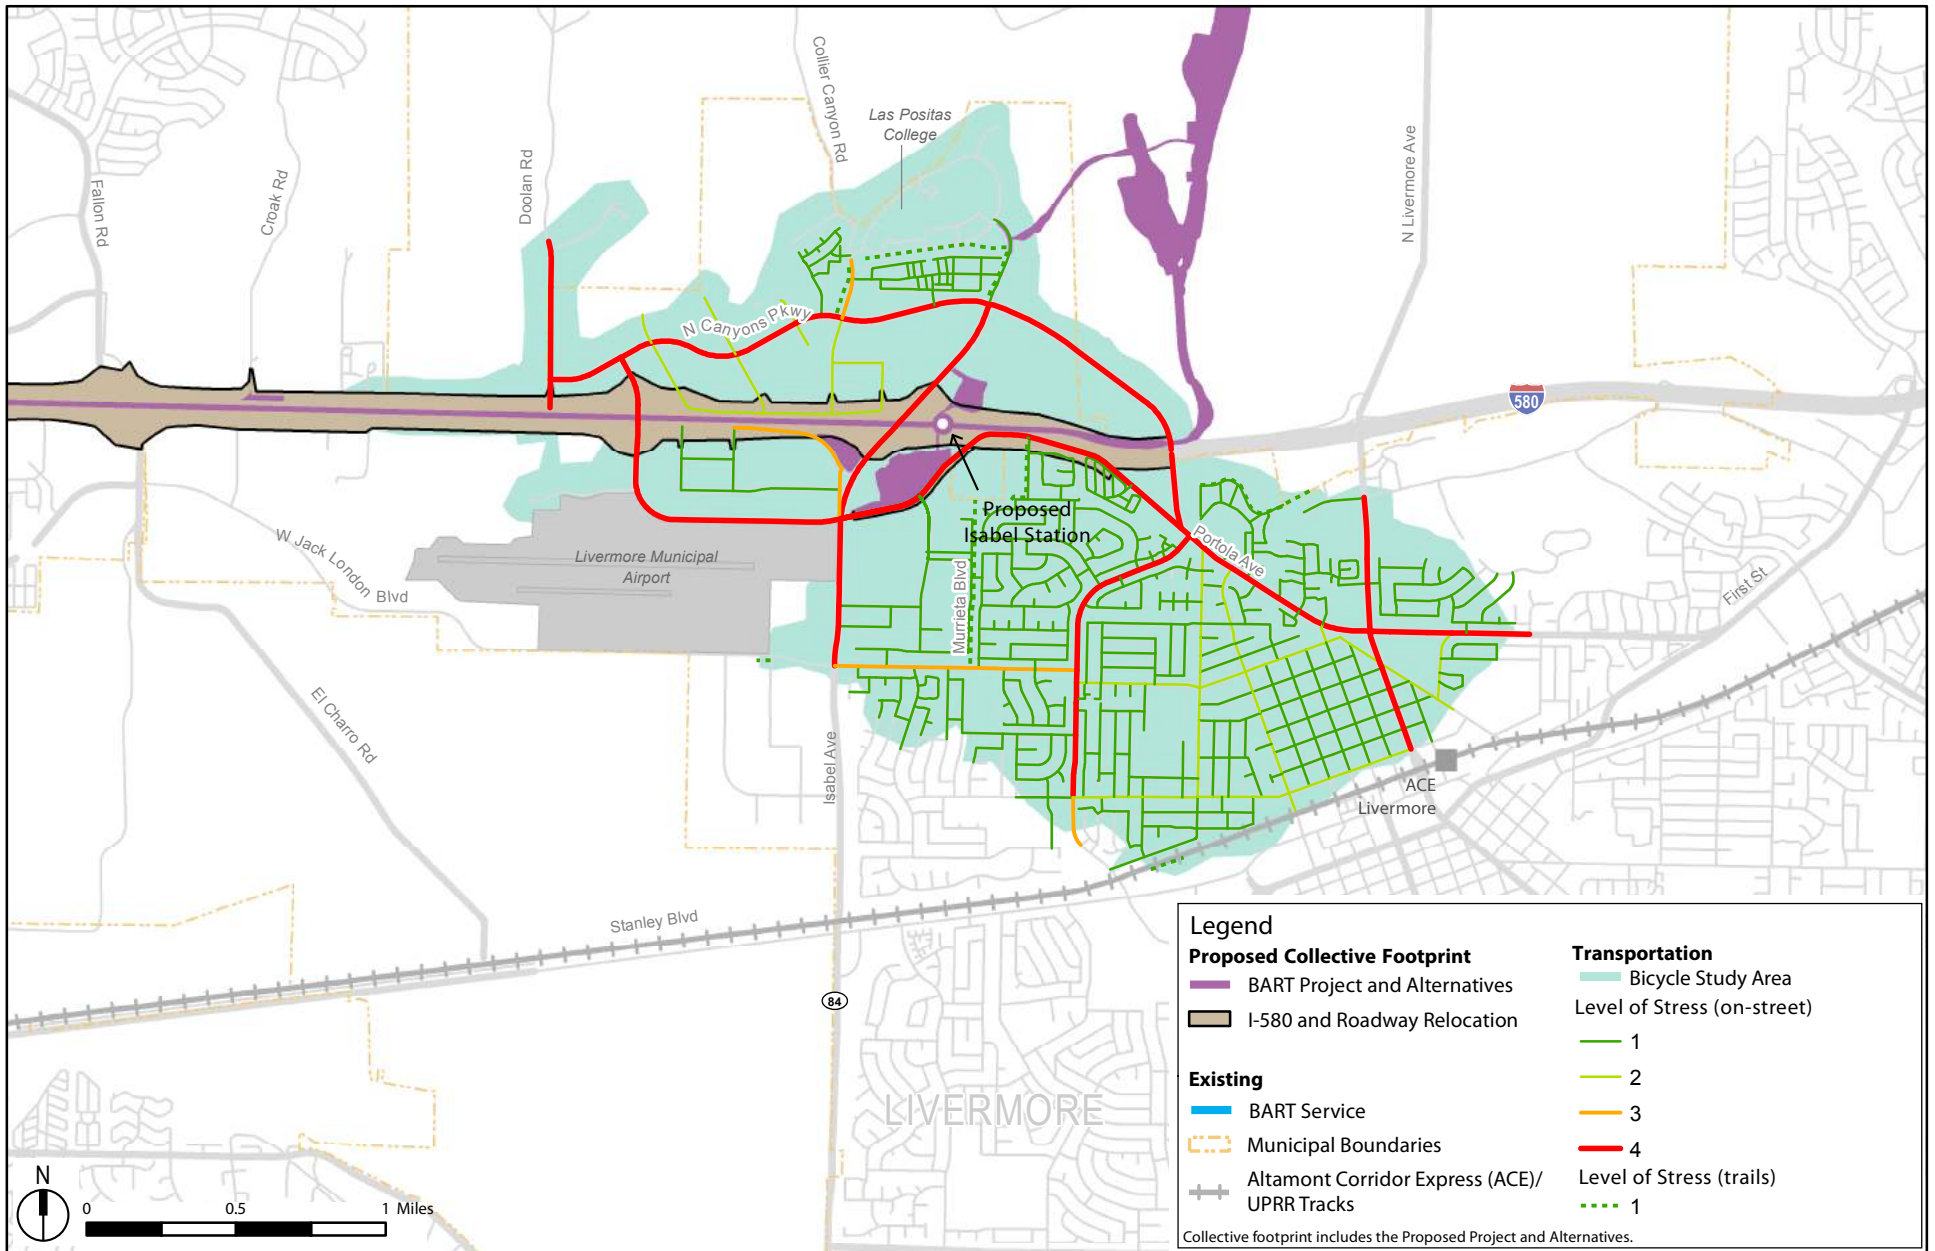 Collier Canyon Rd
Las Positas
College
Doolan Rd
Croak Rd
Fallon Rd
N Livermore Ave
N Canyons Pkwy
580
Proposed
Isabel Station
Portola Ave
W Jack London Blvd
Livermore Municipal
Airport
Murrieta Blvd
First St
El Charro Rd
Isabel Ave
ACE
Livermore
Stanley Blvd
84
LIVERMORE
N
0 0.5 1 Miles
Legend
Proposed Collective Footprint
BART Project and Alternatives
I-580 and Roadway Relocation
Existing
BART Service
Municipal Boundaries
Altamont Corridor Express (ACE)/
UPRR Tracks
Transportation
Bicycle Study Area
Level of Stress (on-street)
1
2
3
4
Level of Stress (trails)
1
Collective footprint includes the Proposed Project and Alternatives.